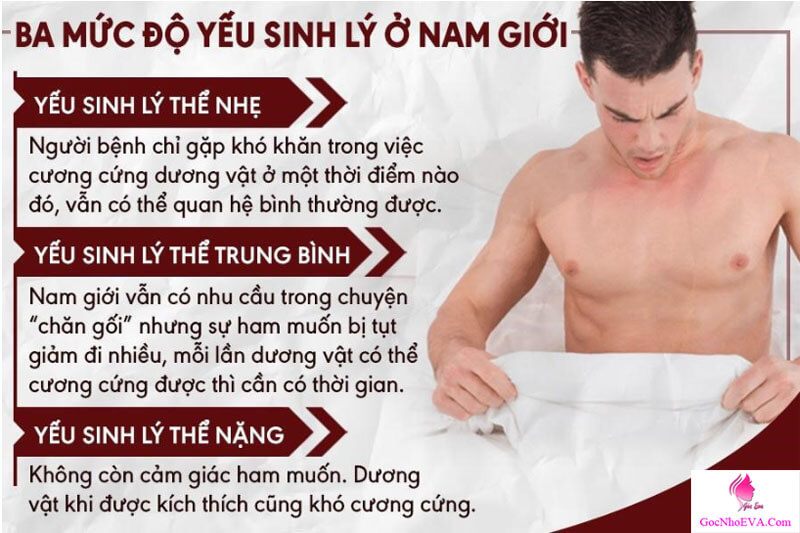 BA MỨC ĐỘ YẾU SINH LÝ Ở NAM GIỚI
YẾU SINH LÝ THỂ NHẸ
Người bệnh chỉ gặp khó khăn trong việc
cương cứng dương vật ở một thời điểm nào
đó, vẫn có thể quan hệ bình thường được.
YẾU SINH LÝ THỂ TRUNG BÌNH
Nam giới vẫn có nhu cầu trong chuyện
“chăn gối” nhưng sự ham muốn bị tụt
giảm đi nhiều, mỗi lần dương vật có thể
cương cứng được thì cần có thời gian.
YẾU SINH LÝ THỂ NẶNG
Không còn cảm giác ham muốn. Dương
vật khi được kích thích cũng khó cương cứng.
Góc Eva
GocNhoEVA.Com